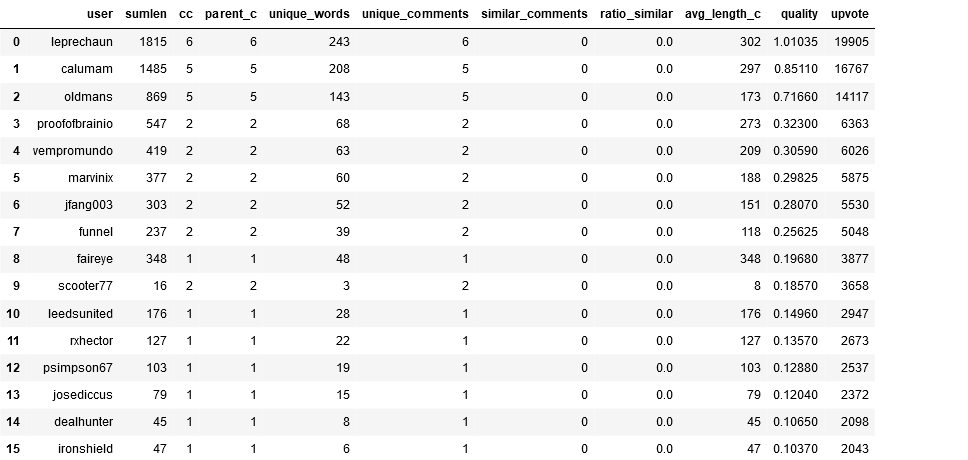 user sumlen cc parent_c unique_words unique_comments similar_comments ratio_similar avg_length_c quality upvote
0 leprechaun 1815 6 6 243 6 0 0.0 302 1.01035 19905
1 calumam 1485 5 5 208 5 0 0.0 297 0.85110 16767
2 oldmans 869 5 5 143 5 0 0.0 173 0.71660 14117
3 proofofbrainio 547 2 2 68 2 0 0.0 273 0.32300 6363
4 vempromundo 419 2 2 63 2 0 0.0 209 0.30590 6026
5 marvinix 377 2 2 60 2 0 0.0 188 0.29825 5875
6 jfang003 303 2 2 52 2 0 0.0 151 0.28070 5530
7 funnel 237 2 2 39 2 0 0.0 118 0.25625 5048
8 faireye 348 1 1 48 1 0 0.0 348 0.19680 3877
9 scooter77 16 2 2 3 2 0 0.0 8 0.18570 3658
10 leedsunited 176 1 1 28 1 0 0.0 176 0.14960 2947
11 rxhector 127 1 1 22 1 0 0.0 127 0.13570 2673
12 psimpson67 103 1 1 19 1 0 0.0 103 0.12880 2537
13 josediccus 79 1 1 15 1 0 0.0 79 0.12040 2372
14 dealhunter 45 1 1 8 1 0 0.0 45 0.10650 2098
15 ironshield 47 1 1 6 1 0 0.0 47 0.10370 2043